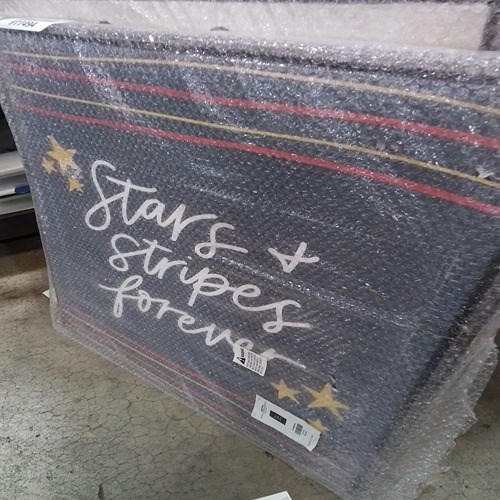 Stars +
stripes
forever